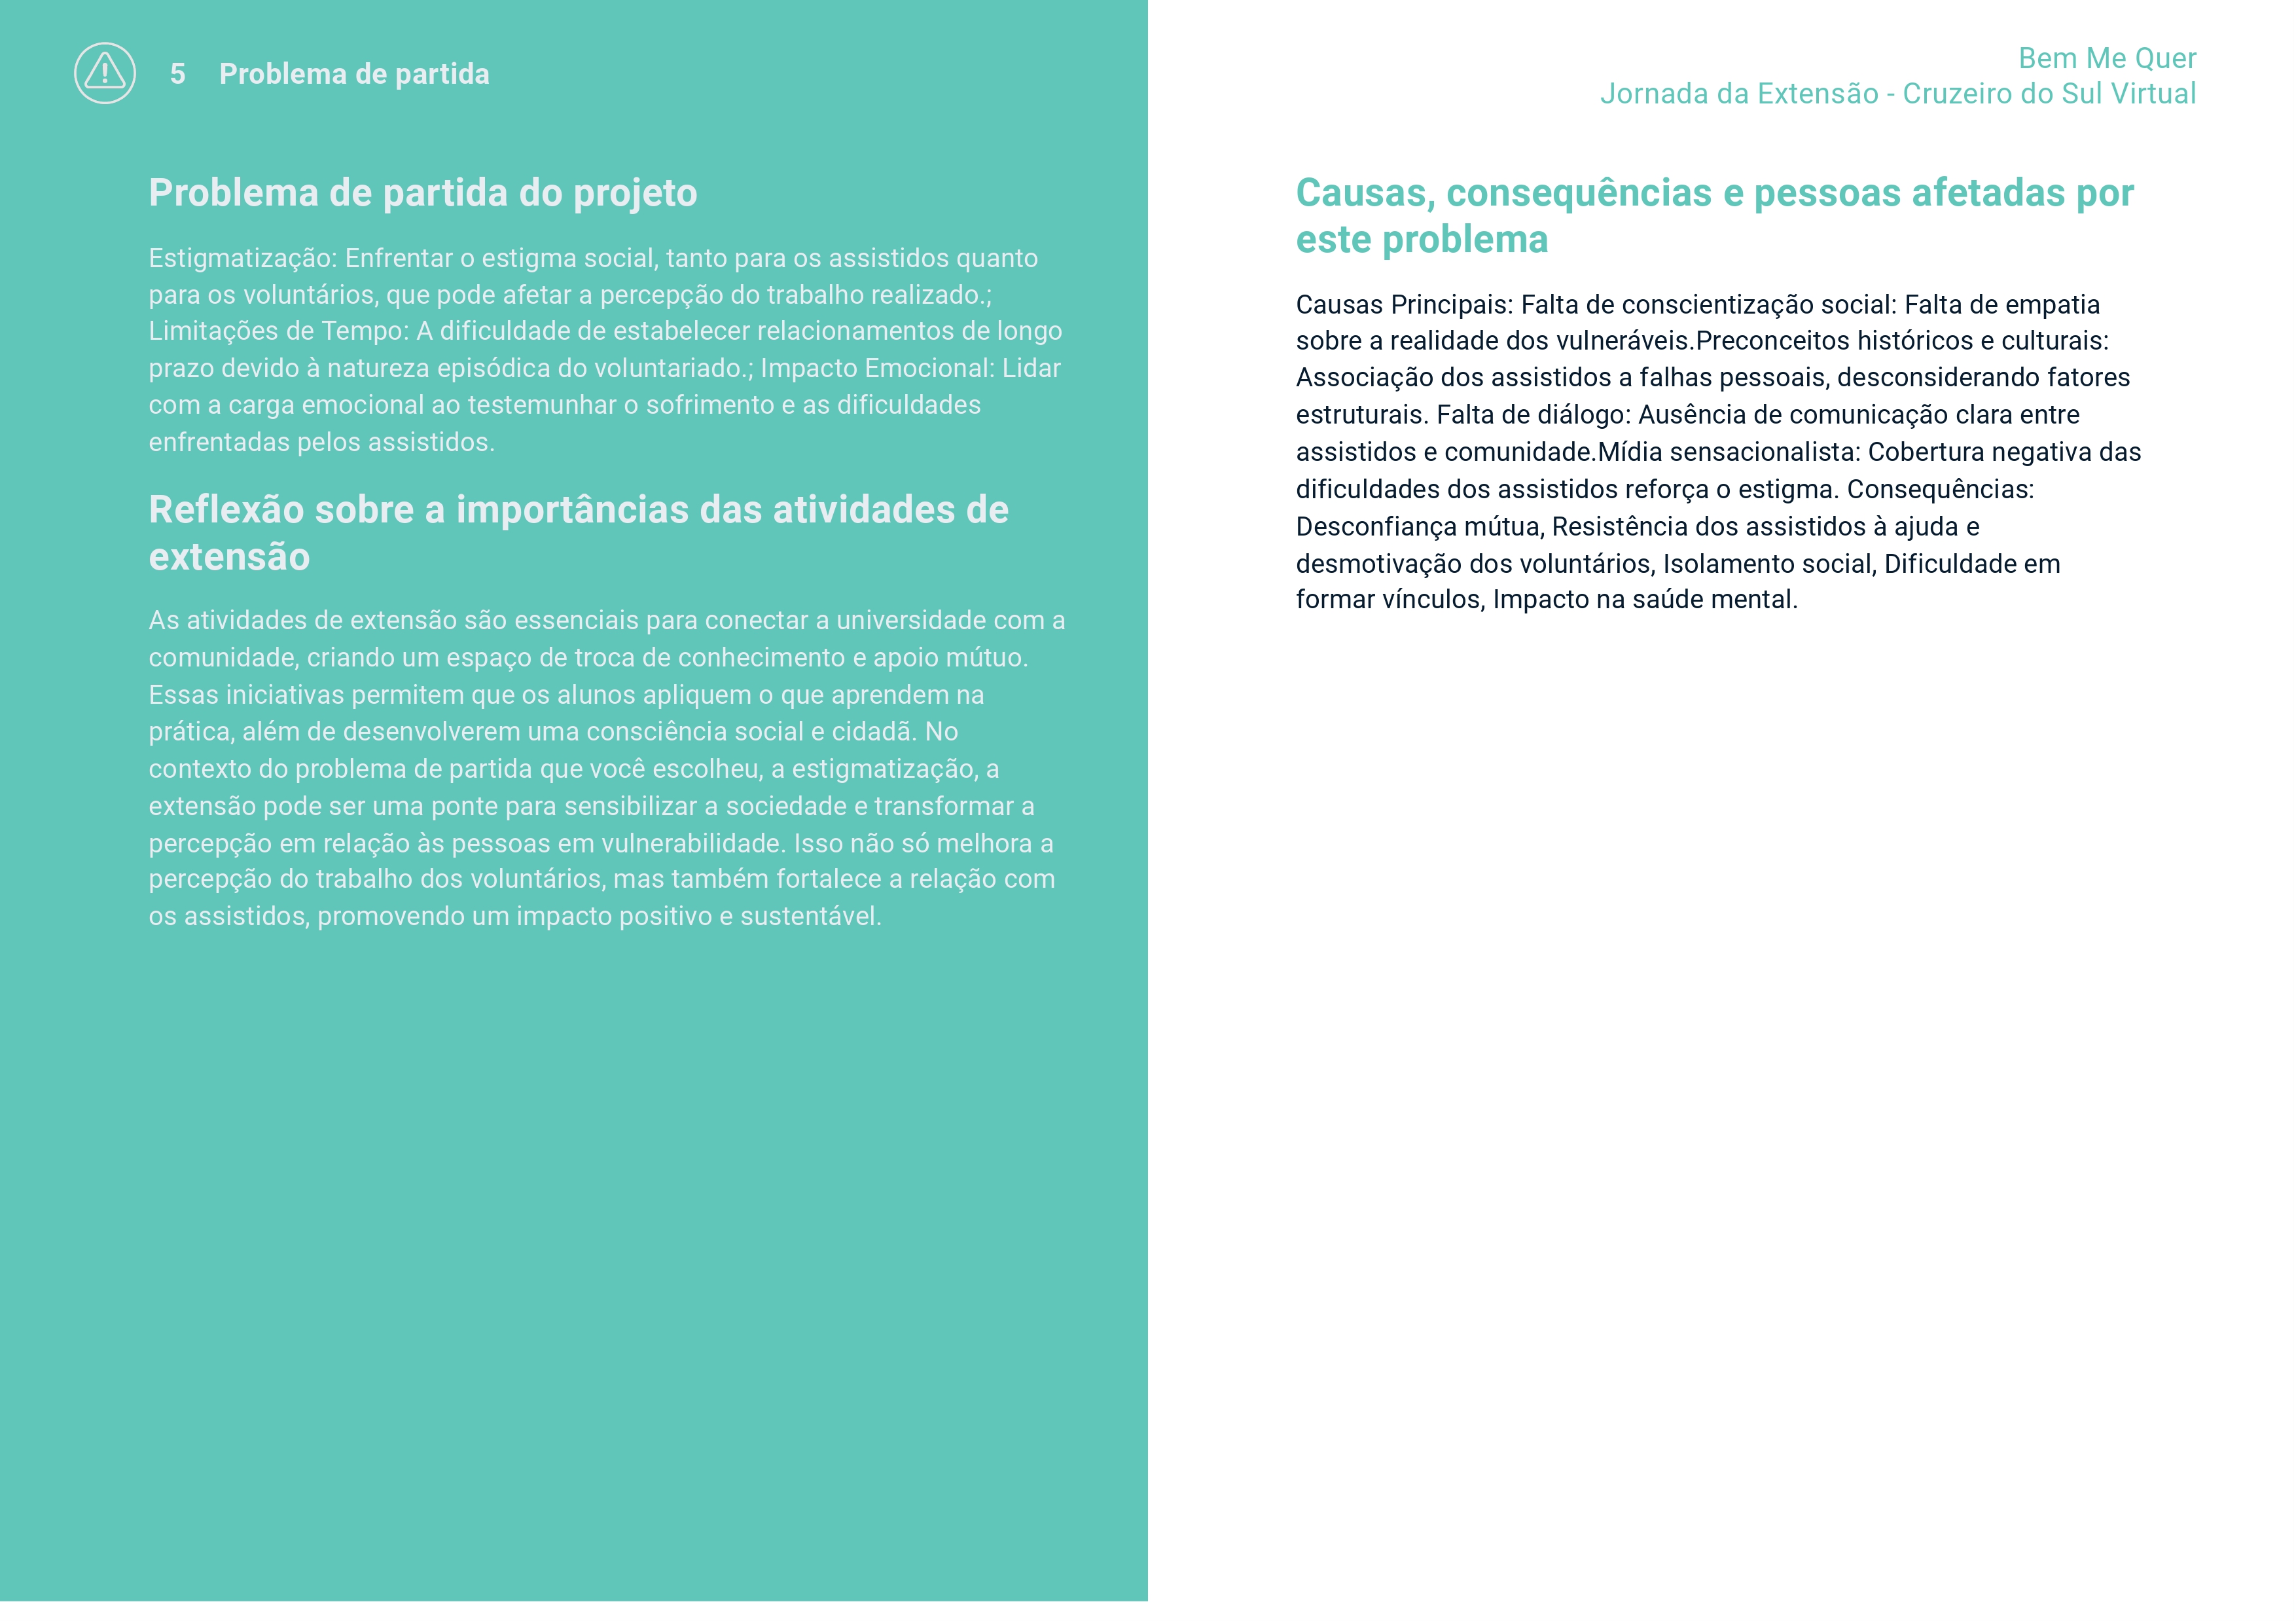 5 Problema de partida
Bem Me Quer
Jornada da Extensão - Cruzeiro do Sul Virtual
Problema de partida do projeto
Estigmatização: Enfrentar o estigma social, tanto para os assistidos quanto
para os voluntários, que pode afetar a percepção do trabalho realizado.;
Limitações de Tempo: A dificuldade de estabelecer relacionamentos de longo
prazo devido à natureza episódica do voluntariado.; Impacto Emocional: Lidar
com a carga emocional ao testemunhar o sofrimento e as dificuldades
enfrentadas pelos assistidos.
Reflexão sobre a importâncias das atividades de
extensão
As atividades de extensão são essenciais para conectar a universidade com a
comunidade, criando um espaço de troca de conhecimento e apoio mútuo.
Essas iniciativas permitem que os alunos apliquem o que aprendem na
prática, além de desenvolverem uma consciência social e cidadã. No
contexto do problema de partida que você escolheu, a estigmatização, a
extensão pode ser uma ponte para sensibilizar a sociedade e transformar a
percepção em relação às pessoas em vulnerabilidade. Isso não só melhora a
percepção do trabalho dos voluntários, mas também fortalece a relação com
os assistidos, promovendo um impacto positivo e sustentável.
Causas, consequências e pessoas afetadas por
este problema
Causas Principais: Falta de conscientização social: Falta de empatia
sobre a realidade dos vulneráveis.Preconceitos históricos e culturais:
Associação dos assistidos a falhas pessoais, desconsiderando fatores
estruturais. Falta de diálogo: Ausência de comunicação clara entre
assistidos e comunidade.Mídia sensacionalista: Cobertura negativa das
dificuldades dos assistidos reforça o estigma. Consequências:
Desconfiança mútua, Resistência dos assistidos à ajuda e
desmotivação dos voluntários, Isolamento social, Dificuldade em
formar vínculos, Impacto na saúde mental.